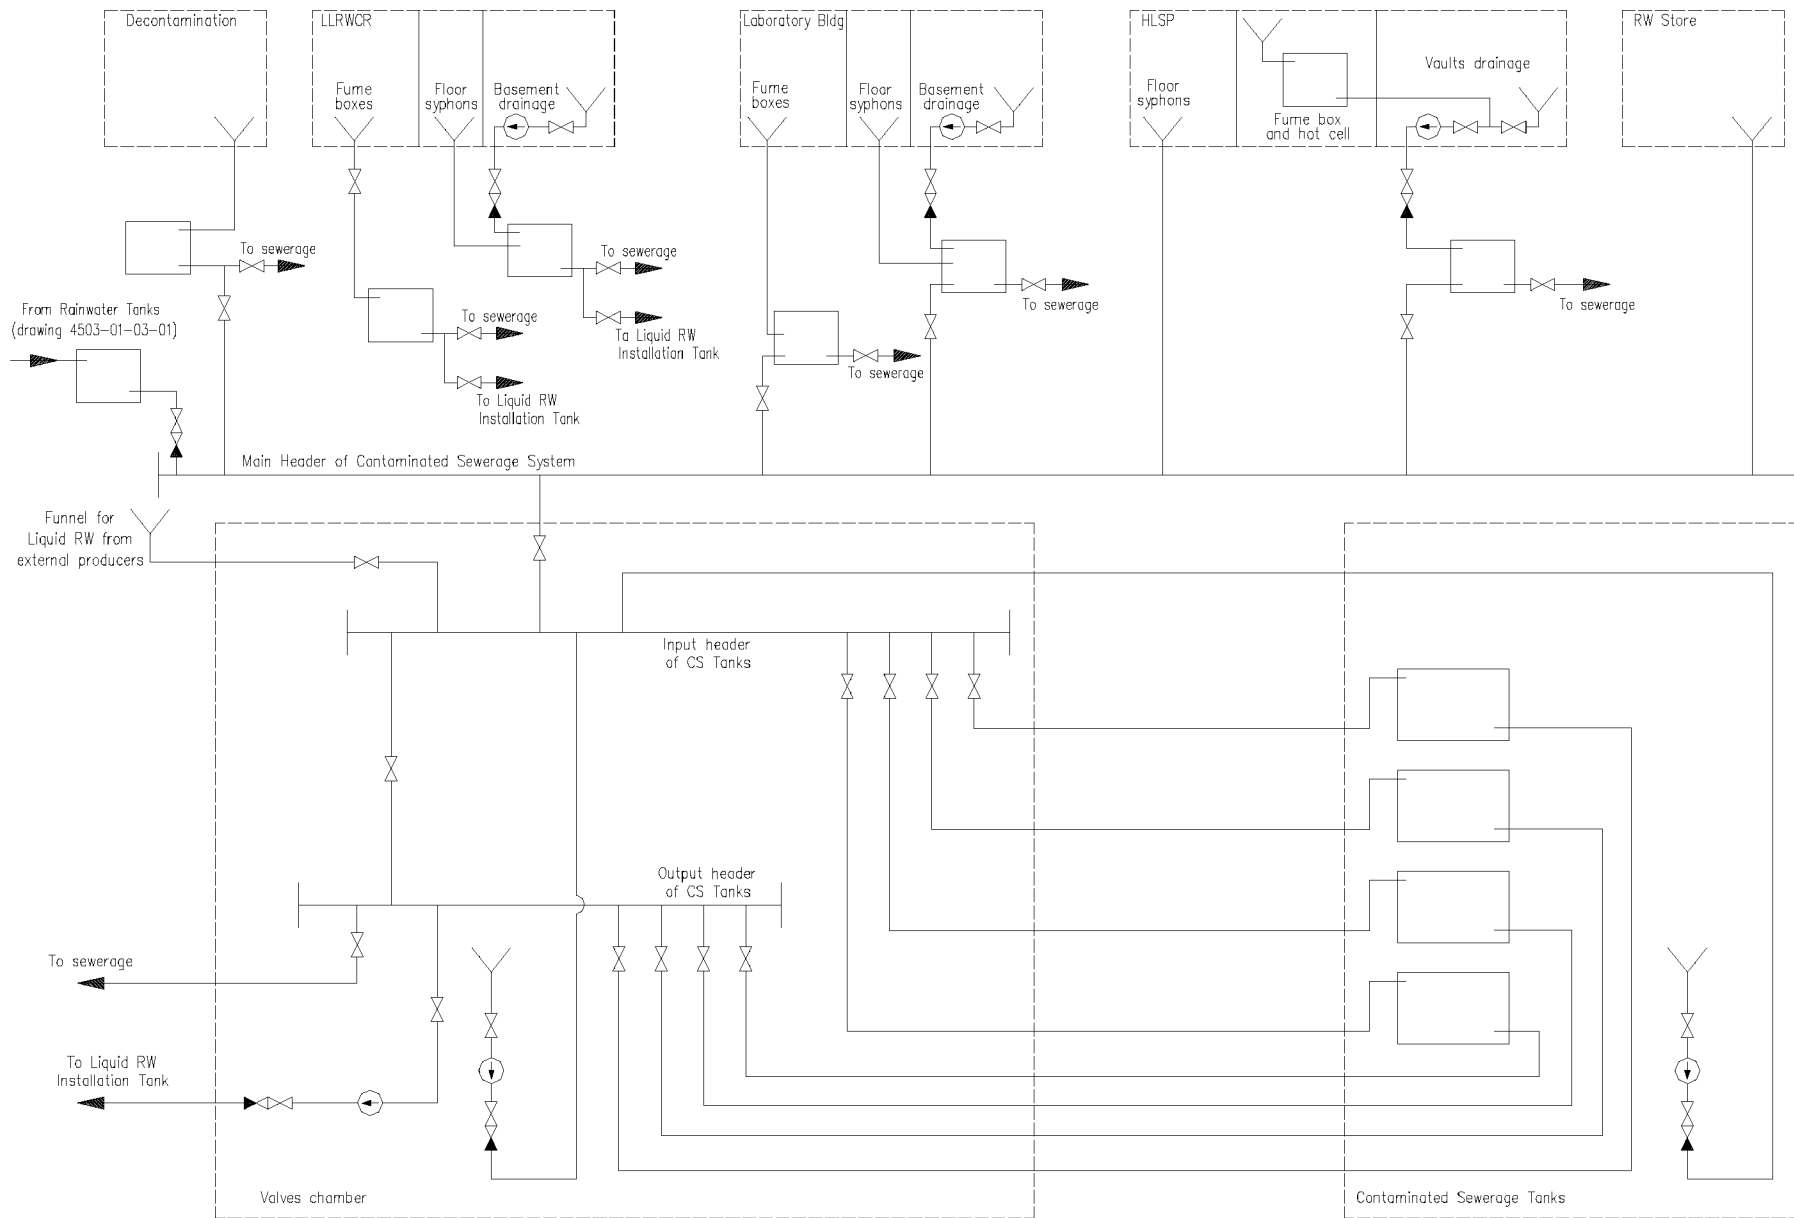 Decontamination
LLRWCR
Laboratory Bldg
HLSP
RW Store
Fume
boxes
Floor
syphons
Basement
drainage
Fume
boxes
Floor
syphons
Basement
drainage
Floor
syphons
Fume box
and hot cell
Vaults drainage
To sewerage
To sewerage
To sewerage
To sewerage
From Rainwater Tanks
(drawing 4503-01-03-01)
To sewerage
Ta Liquid RW
Installation Tank
To sewerage
To Liquid RW
Installation Tank
Main Header of Contaminated Sewerage System
Funnel for
Liquid RW from
external producers
Input header
of CS Tanks
Output header
of CS Tanks
To sewerage
To Liquid RW
Installation Tank
Valves chamber
Contaminated Sewerage Tanks